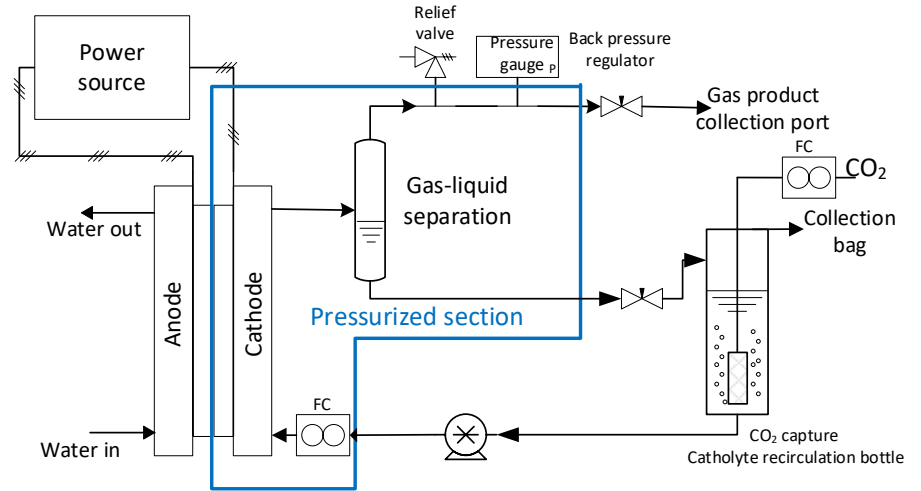 Relief
valve
Power
source
Pressure
gauge P
Back pressure
regulator
Gas product
collection port
FC
CO₂
Gas-liquid
separation
Water out
Collection
bag
Anode
Cathode
Pressurized section
FC
Water in
CO₂ capture
Catholyte recirculation bottle